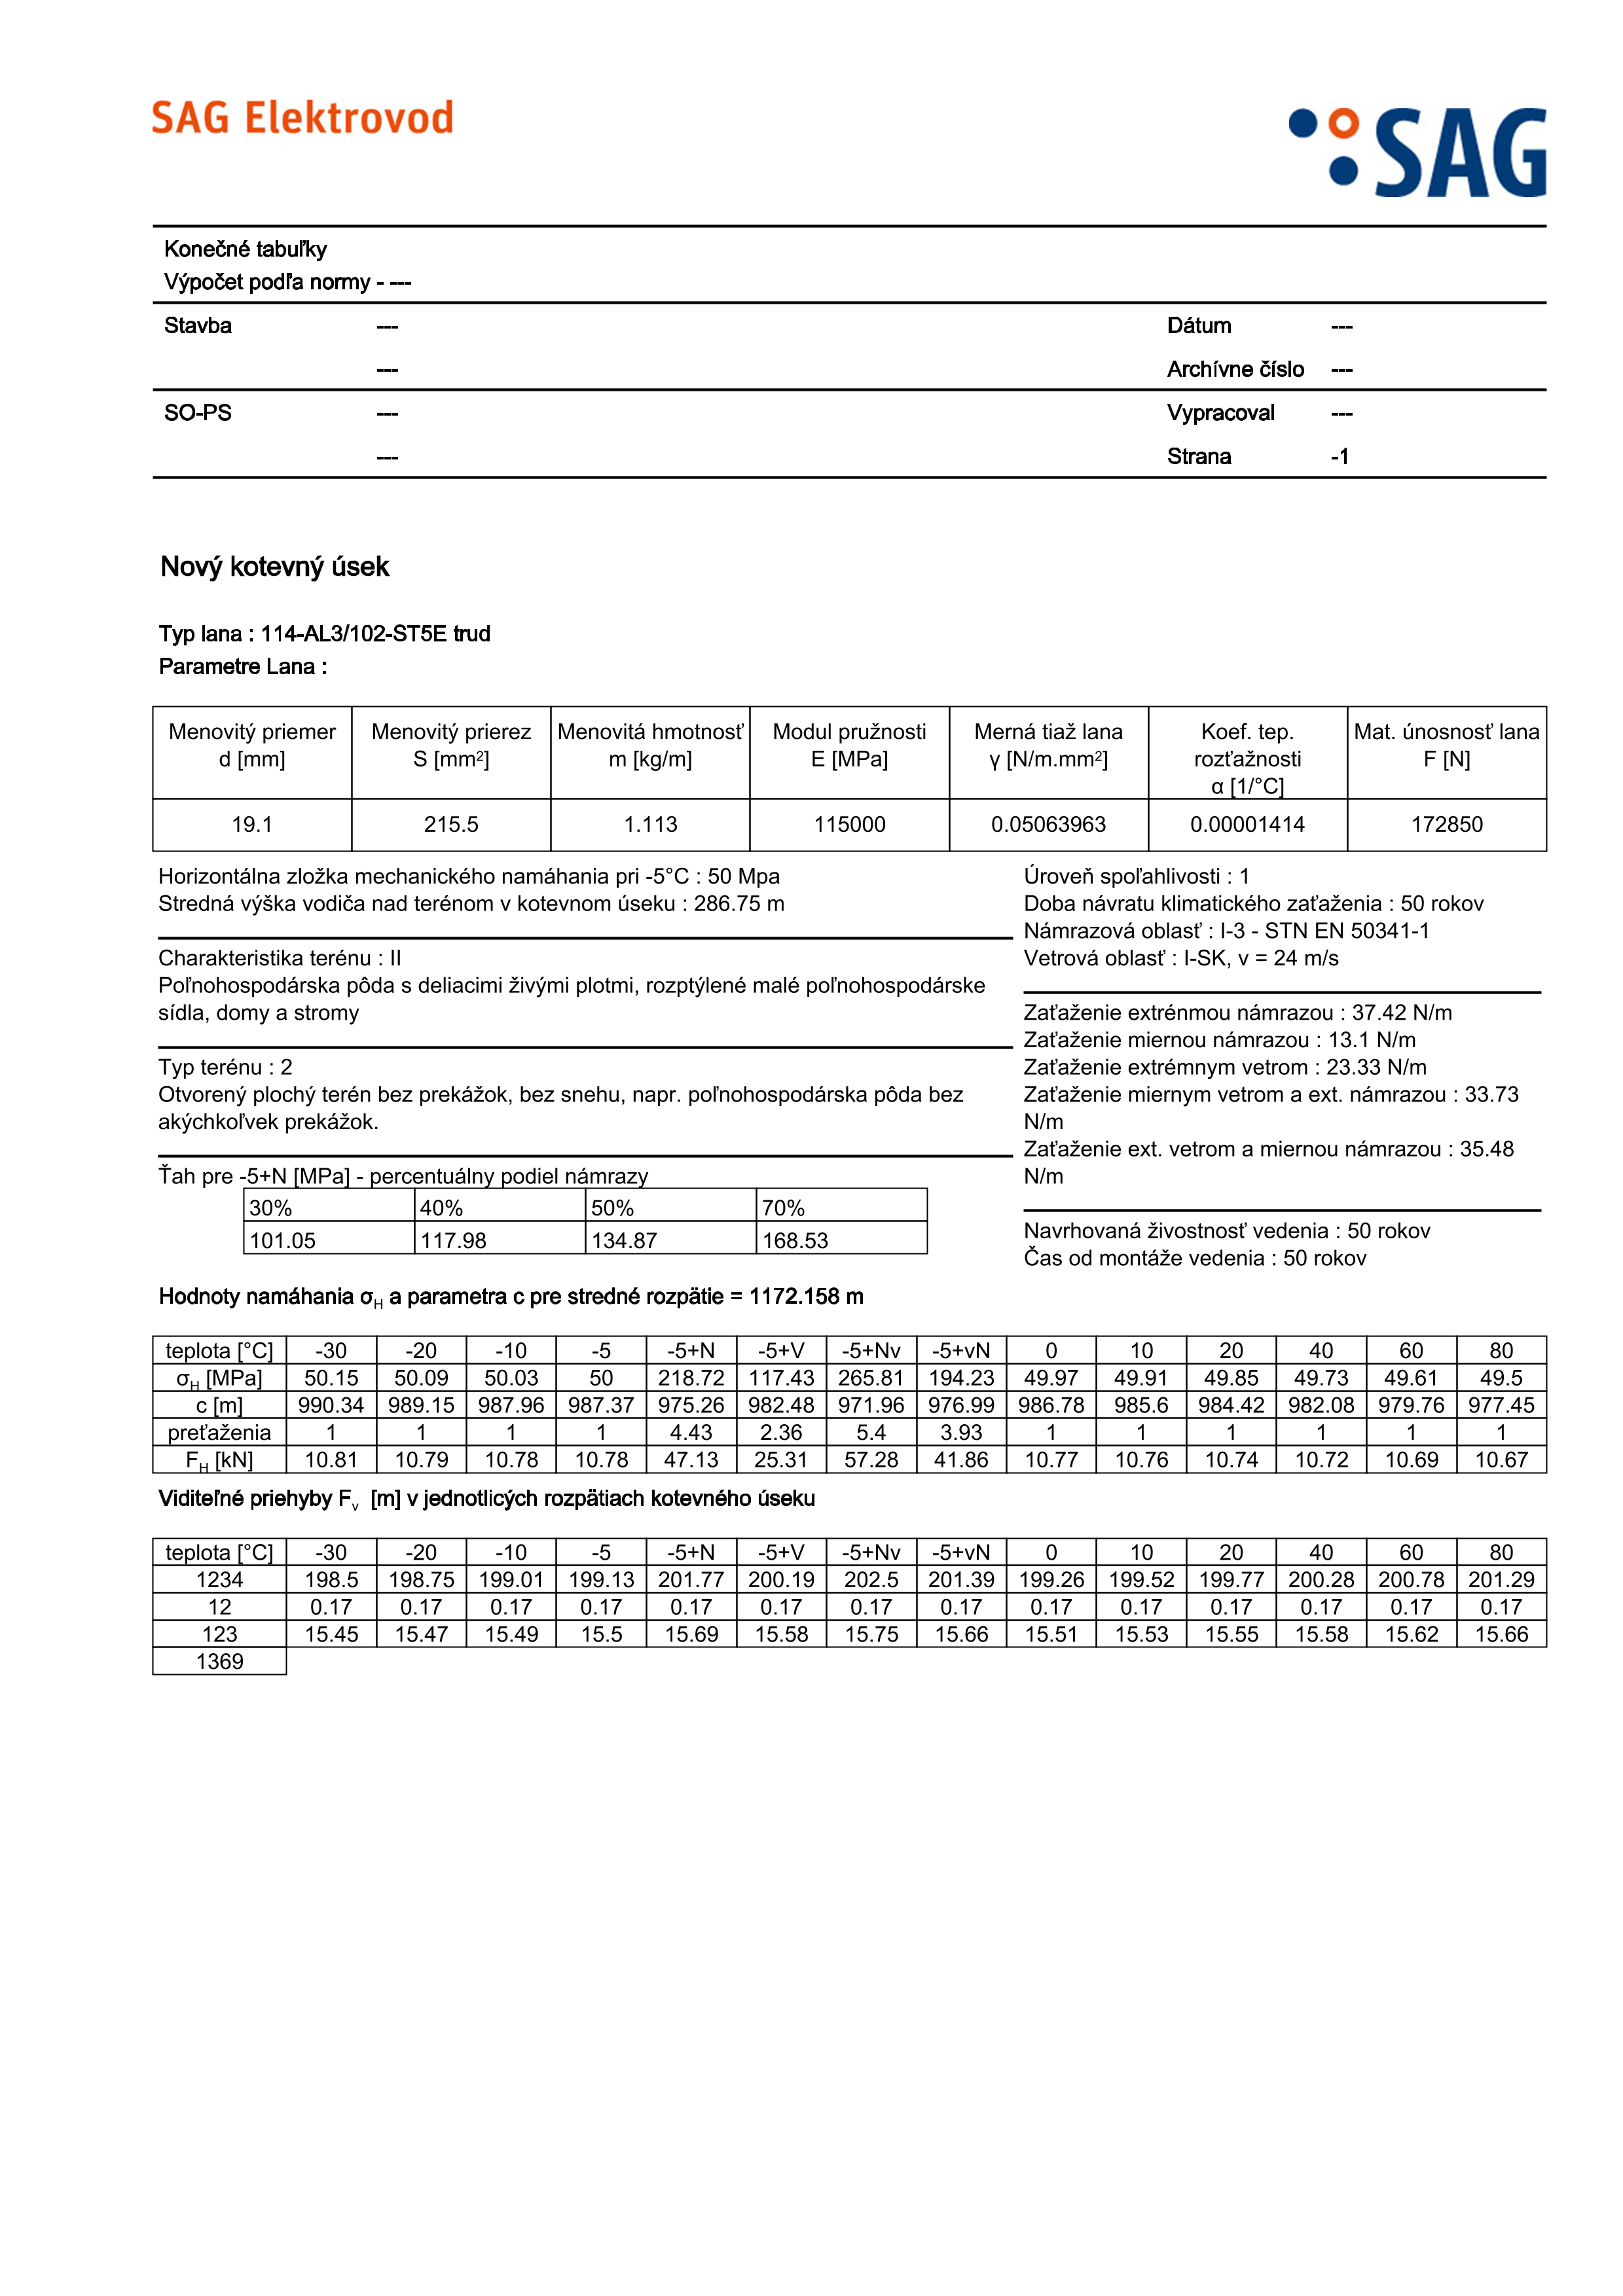 SAG Elektrovod
SAG
Konečné tabuľky
Výpočet podľa normy - ---
Stavba --- Dátum ---
--- Archívne číslo ---
SO-PS --- Vypracoval ---
--- Strana -1
Nový kotevný úsek
Typ lana : 114-AL3/102-ST5E trud
Parametre Lana :
Menovitý priemer Menovitý prierez Menovitá hmotnosť Modul pružnosti Merná tiaž lana Koef. tep. Mat. únosnosť lana
d [mm] S [mm²] m [kg/m] E [MPa] γ [N/m.mm²] rozťažnosti F [N]
α [1/°C]
19.1 215.5 1.113 115000 0.05063963 0.00001414 172850
Horizontálna zložka mechanického namáhania pri -5°C : 50 Mpa
Stredná výška vodiča nad terénom v kotevnom úseku : 286.75 m
Charakteristika terénu : II
Poľnohospodárska pôda s deliacimi živými plotmi, rozptýlené malé poľnohospodárske
sídla, domy a stromy
Typ terénu : 2
Otvorený plochý terén bez prekážok, bez snehu, napr. poľnohospodárska pôda bez
akýchkoľvek prekážok.
Ťah pre -5+N [MPa] - percentuálny podiel námrazy
30% 40% 50% 70%
101.05 117.98 134.87 168.53
Úroveň spoľahlivosti : 1
Doba návratu klimatického zaťaženia : 50 rokov
Námrazová oblasť : I-3 - STN EN 50341-1
Vetrová oblasť : I-SK, v = 24 m/s
Zaťaženie extrénmou námrazou : 37.42 N/m
Zaťaženie miernou námrazou : 13.1 N/m
Zaťaženie extrémnym vetrom : 23.33 N/m
Zaťaženie miernym vetrom a ext. námrazou : 33.73
N/m
Zaťaženie ext. vetrom a miernou námrazou : 35.48
N/m
Navrhovaná živostnosť vedenia : 50 rokov
Čas od montáže vedenia : 50 rokov
Hodnoty namáhania σH a parametra c pre stredné rozpätie = 1172.158 m
teplota [°C] -30 -20 -10 -5 -5+N -5+V -5+Nv -5+vN 0 10 20 40 60 80
σH [MPa] 50.15 50.09 50.03 50 218.72 117.43 265.81 194.23 49.97 49.91 49.85 49.73 49.61 49.5
c [m] 990.34 989.15 987.96 987.37 975.26 982.48 971.96 976.99 986.78 985.6 984.42 982.08 979.76 977.45
preťaženia 1 1 1 1 4.43 2.36 5.4 3.93 1 1 1 1 1 1
FH [kN] 10.81 10.79 10.78 10.78 47.13 25.31 57.28 41.86 10.77 10.76 10.74 10.72 10.69 10.67
Viditeľné priehyby Fv [m] v jednotlicých rozpätiach kotevného úseku
teplota [°C] -30 -20 -10 -5 -5+N -5+V -5+Nv -5+vN 0 10 20 40 60 80
1234 198.5 198.75 199.01 199.13 201.77 200.19 202.5 201.39 199.26 199.52 199.77 200.28 200.78 201.29
12 0.17 0.17 0.17 0.17 0.17 0.17 0.17 0.17 0.17 0.17 0.17 0.17 0.17 0.17
123 15.45 15.47 15.49 15.5 15.69 15.58 15.75 15.66 15.51 15.53 15.55 15.58 15.62 15.66
1369